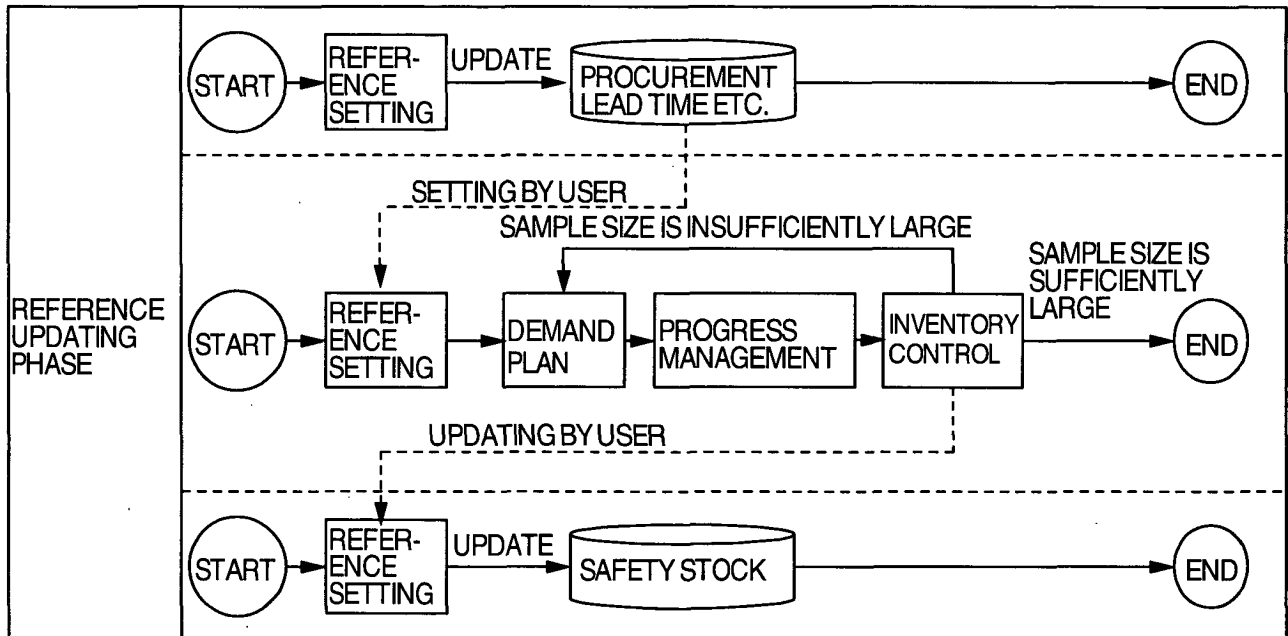 START
REFER-
ENCE
SETTING
UPDATE
PROCUREMENT
LEAD TIME ETC.
END
SETTING BY USER
SAMPLE SIZE IS INSUFFICIENTLY LARGE
SAMPLE SIZE IS
SUFFICIENTLY
LARGE
REFERENCE
UPDATING
PHASE
START
REFER-
ENCE
SETTING
DEMAND
PLAN
PROGRESS
MANAGEMENT
INVENTORY
CONTROL
END
UPDATING BY USER
START
REFER-
ENCE
SETTING
UPDATE
SAFETY STOCK
END